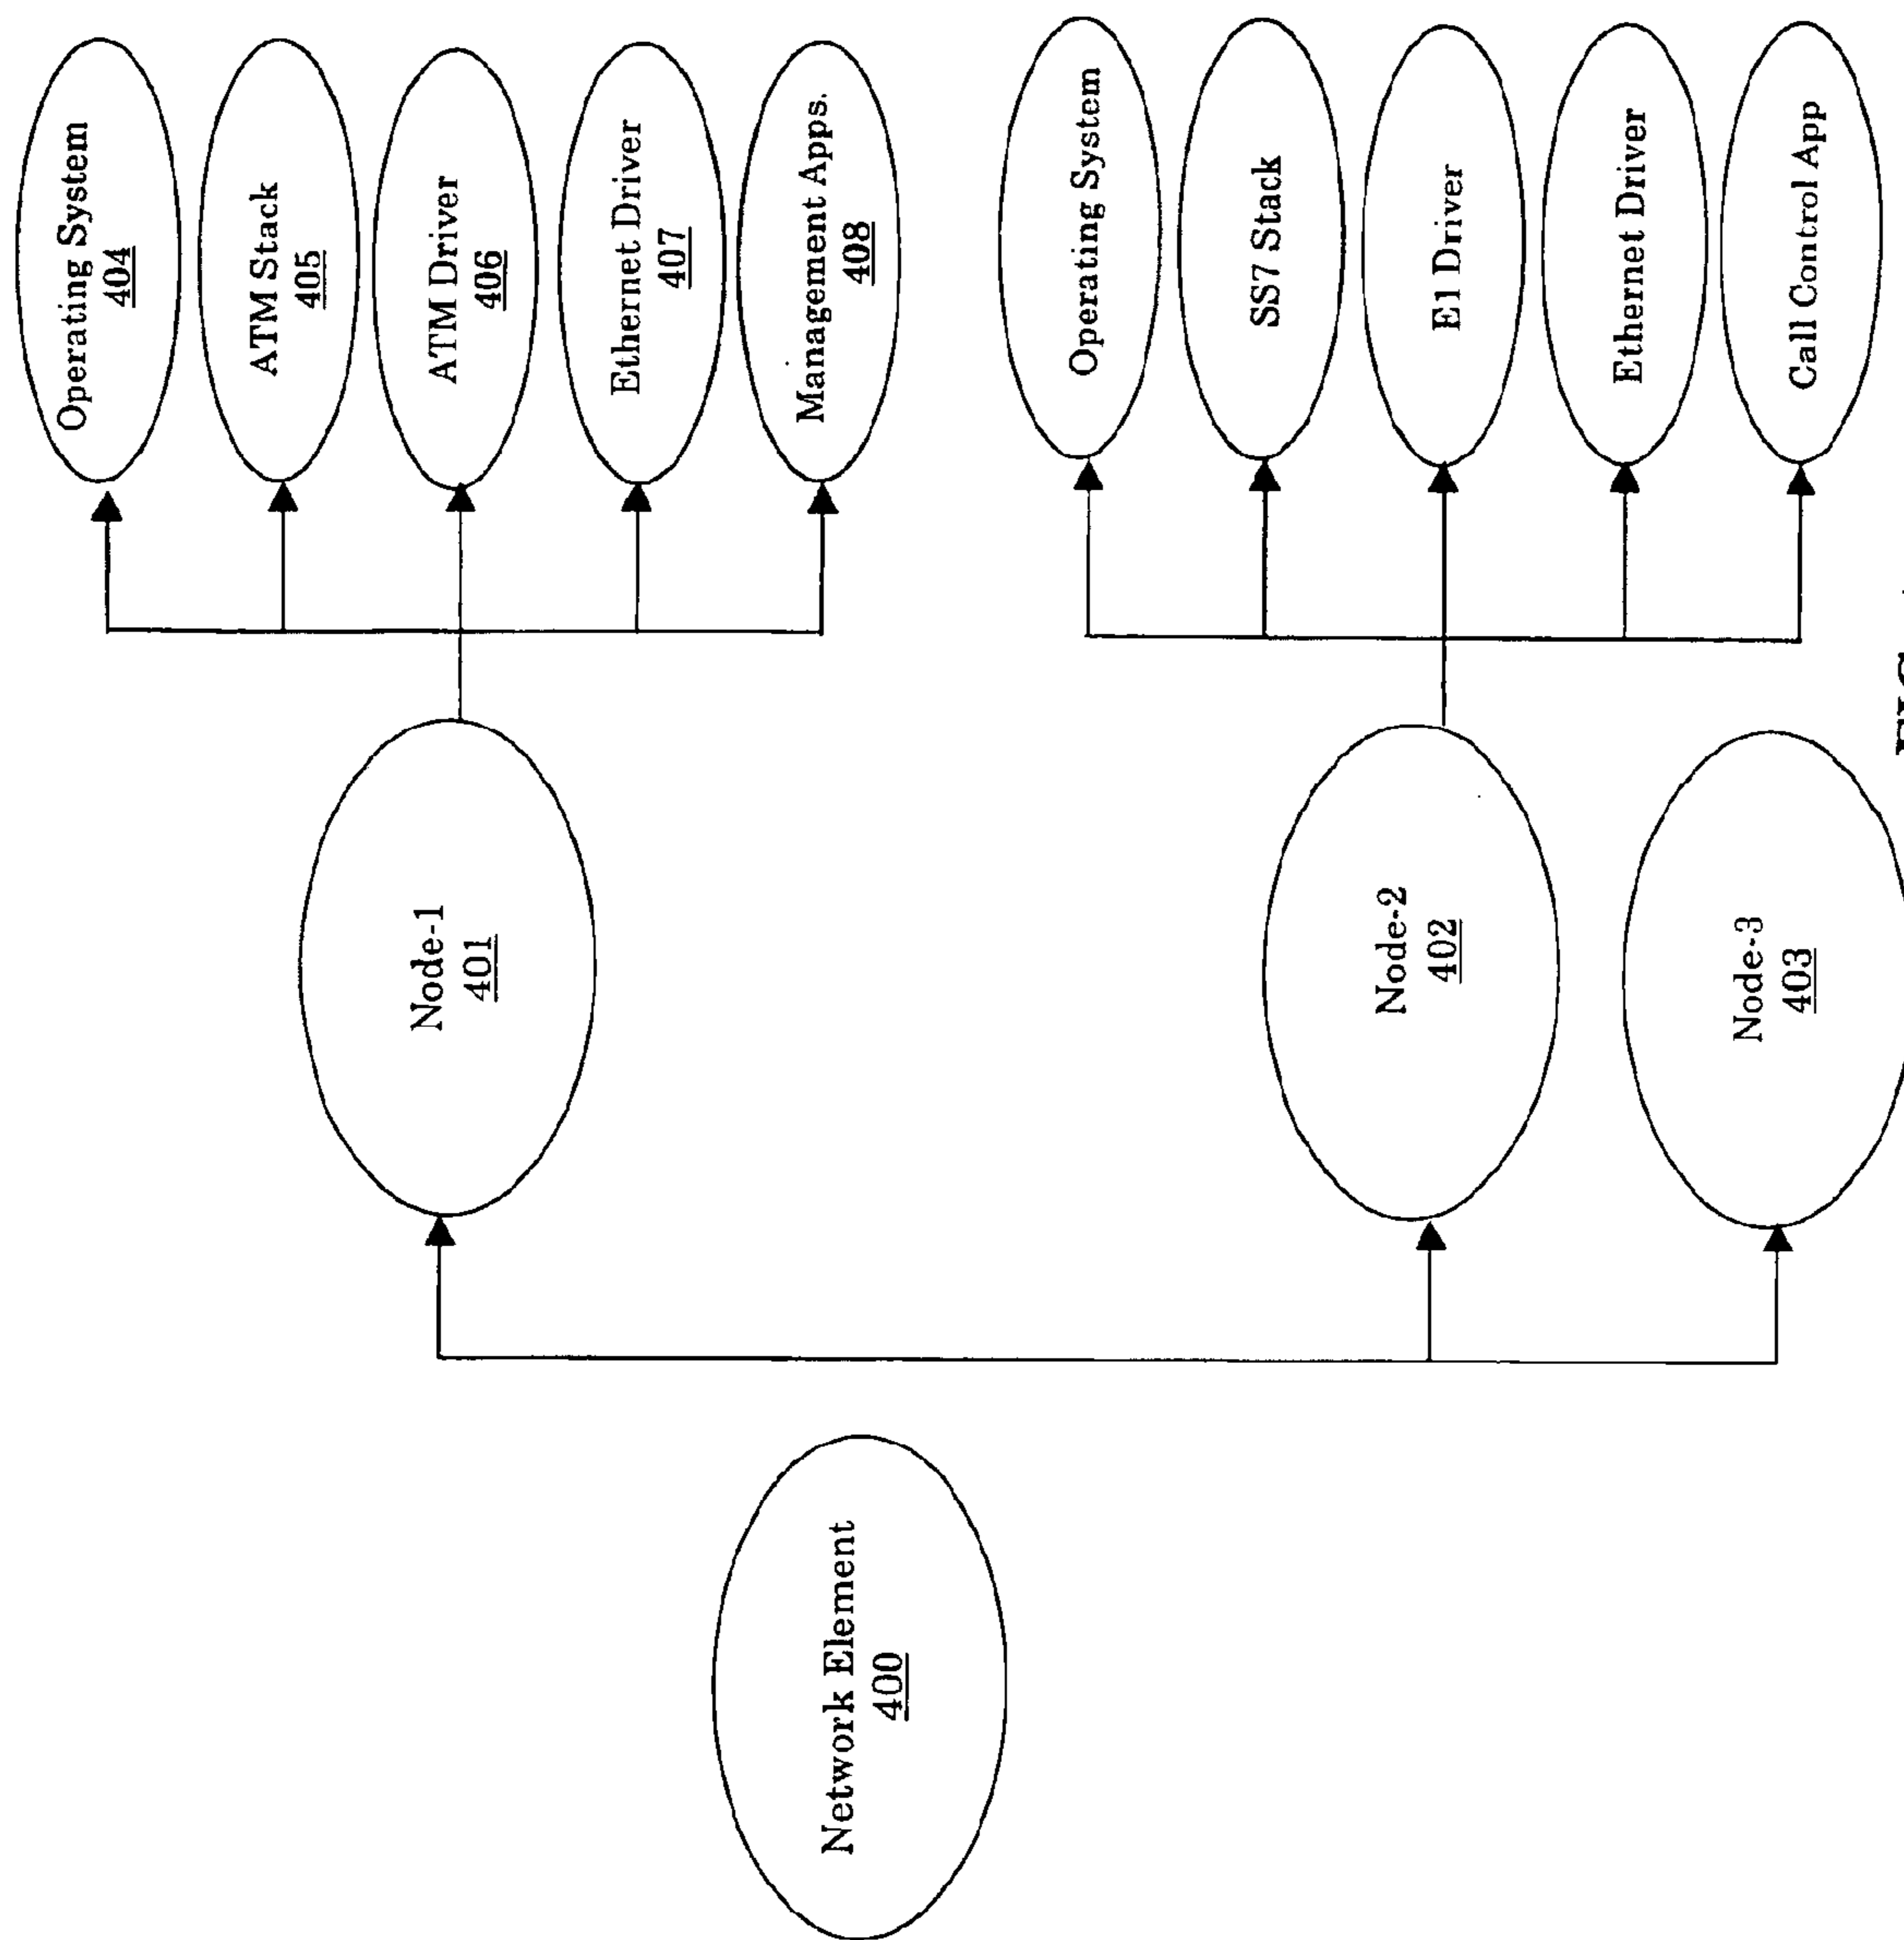 Network Element
400
Node-1
401
Node-2
402
Node-3
403
Operating System
404
ATM Stack
405
ATM Driver
406
Ethernet Driver
407
Management Apps.
408
Operating System
SS7 Stack
E1 Driver
Ethernet Driver
Call Control App